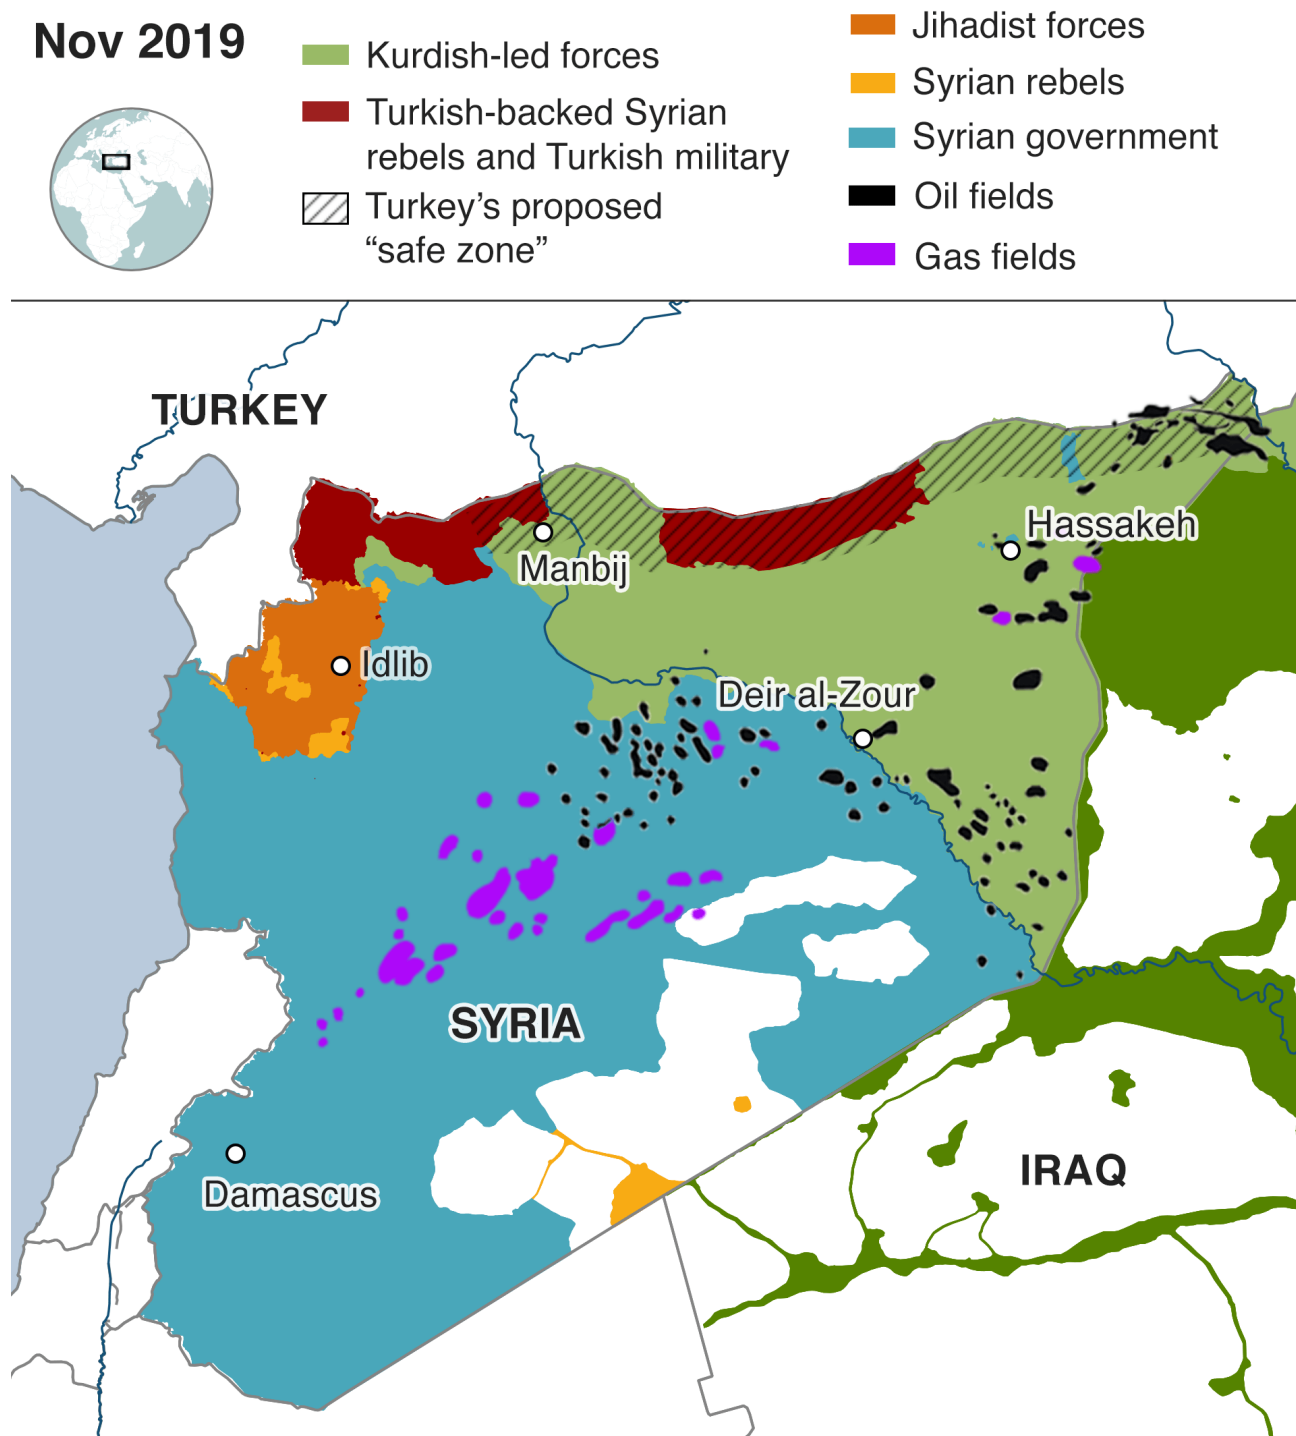 Nov 2019
Kurdish-led forces
Turkish-backed Syrian
rebels and Turkish military
Turkey’s proposed
“safe zone”
Jihadist forces
Syrian rebels
Syrian government
Oil fields
Gas fields
TURKEY
Hassakeh
Manbij
Idlib
Deir al-Zour
SYRIA
Damascus
IRAQ